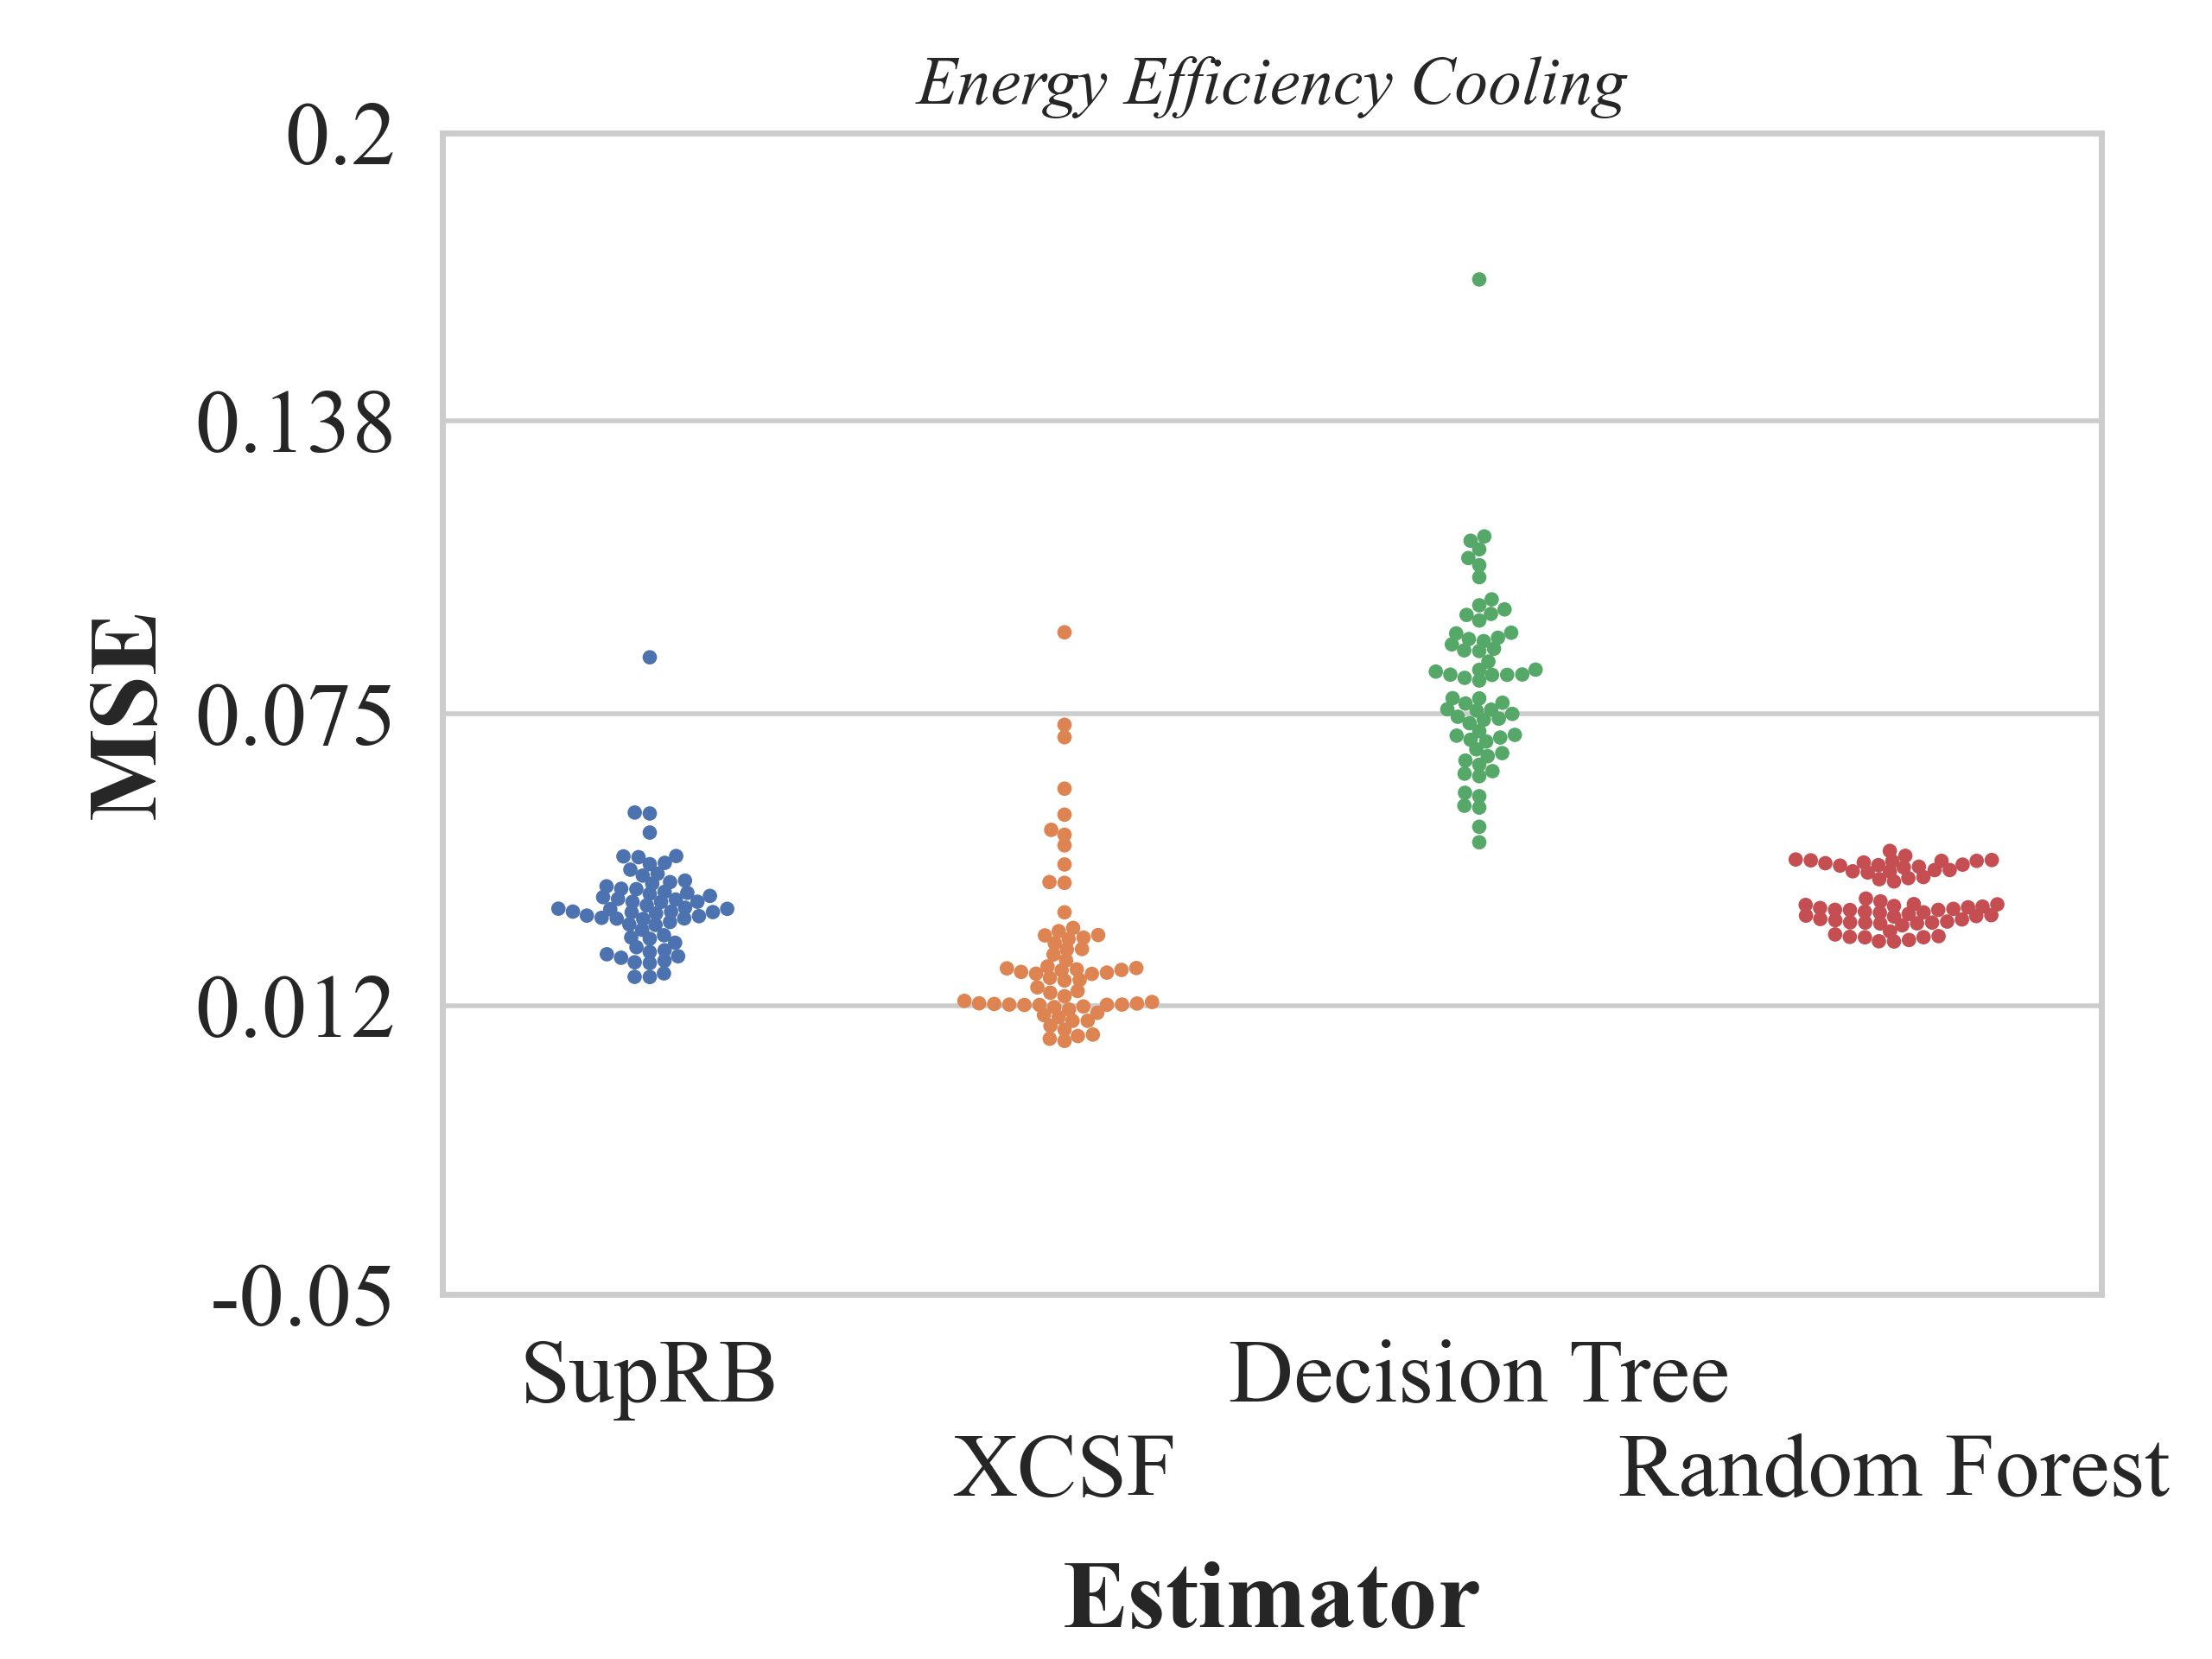 Energy Efficiency Cooling
0.2
0.138
0.075
0.012
-0.05
MSE
SupRB
Decision Tree
XCSF
Random Forest
Estimator